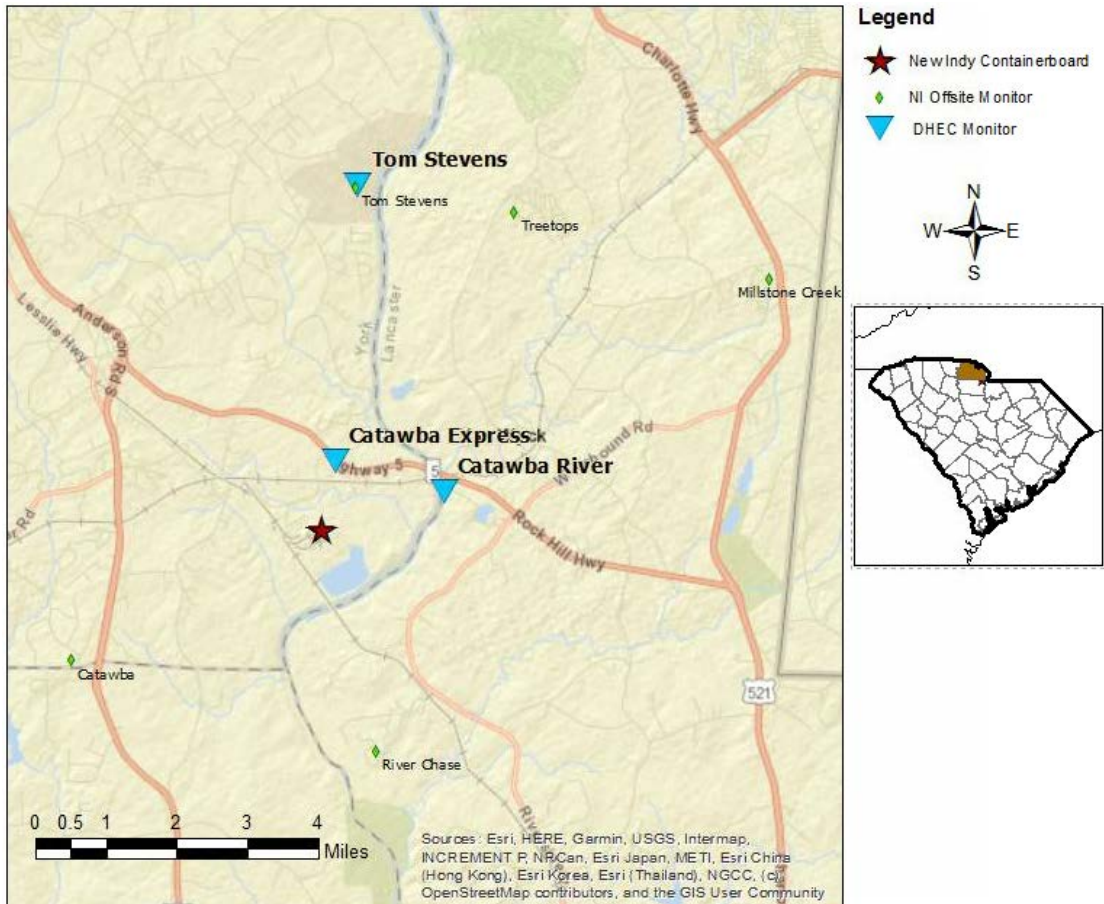 Legend
New Indy Containerboard
NI Offsite Monitor
DHEC Monitor
N
W E
S
Charlotte Hwy
Tom Stevens
Tom Stevens
Treetops
Millstone Creek
Lesslie Hwy
Anderson Rd S
York
Lancaster
Catawba Express
Highway 5
5
Catawba River
Rock Hill Hwy
Catawba
521
River Chase
0 0.5 1 2 3 4
Miles
Sources: Esri, HERE, Garmin, USGS, Intermap,
INCREMENT P, NRCan, Esri Japan, METI, Esri China
(Hong Kong), Esri Korea, Esri (Thailand), NGCC, (c)
OpenStreetMap contributors, and the GIS User Community